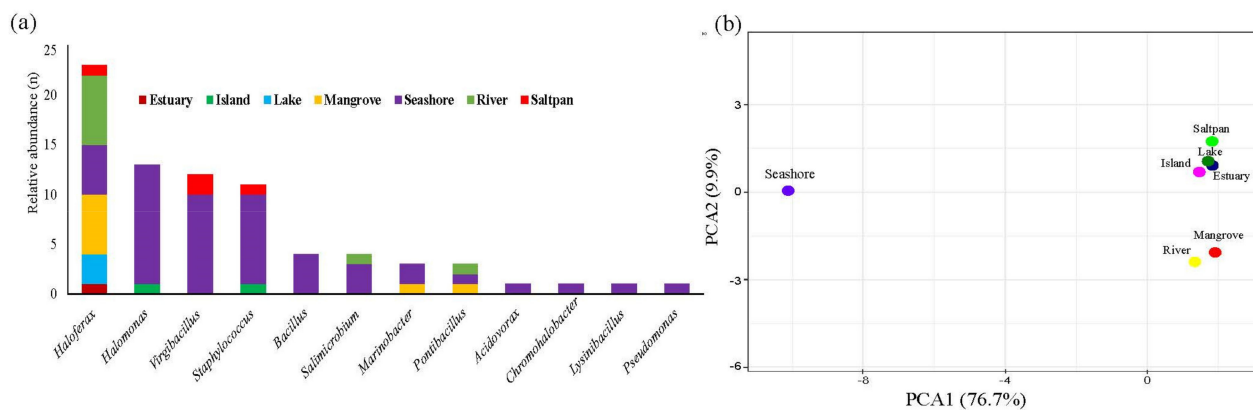 (a)
25
20
15
10
5
0
Relative abundance (n)
Estuary Island Lake Mangrove Seashore River Saltpan
Haloferax
Halomonas
Virgibacillus
Staphylococcus
Bacillus
Salimicrobium
Marinobacter
Pontibacillus
Acidovorax
Chromohalobacter
Lysinibacillus
Pseudomonas
(b)
3
0
-3
-6
PCA2 (9.9%)
Saltpan
Lake
Island
Estuary
Seashore
Mangrove
River
-8
-4
0
PCA1 (76.7%)